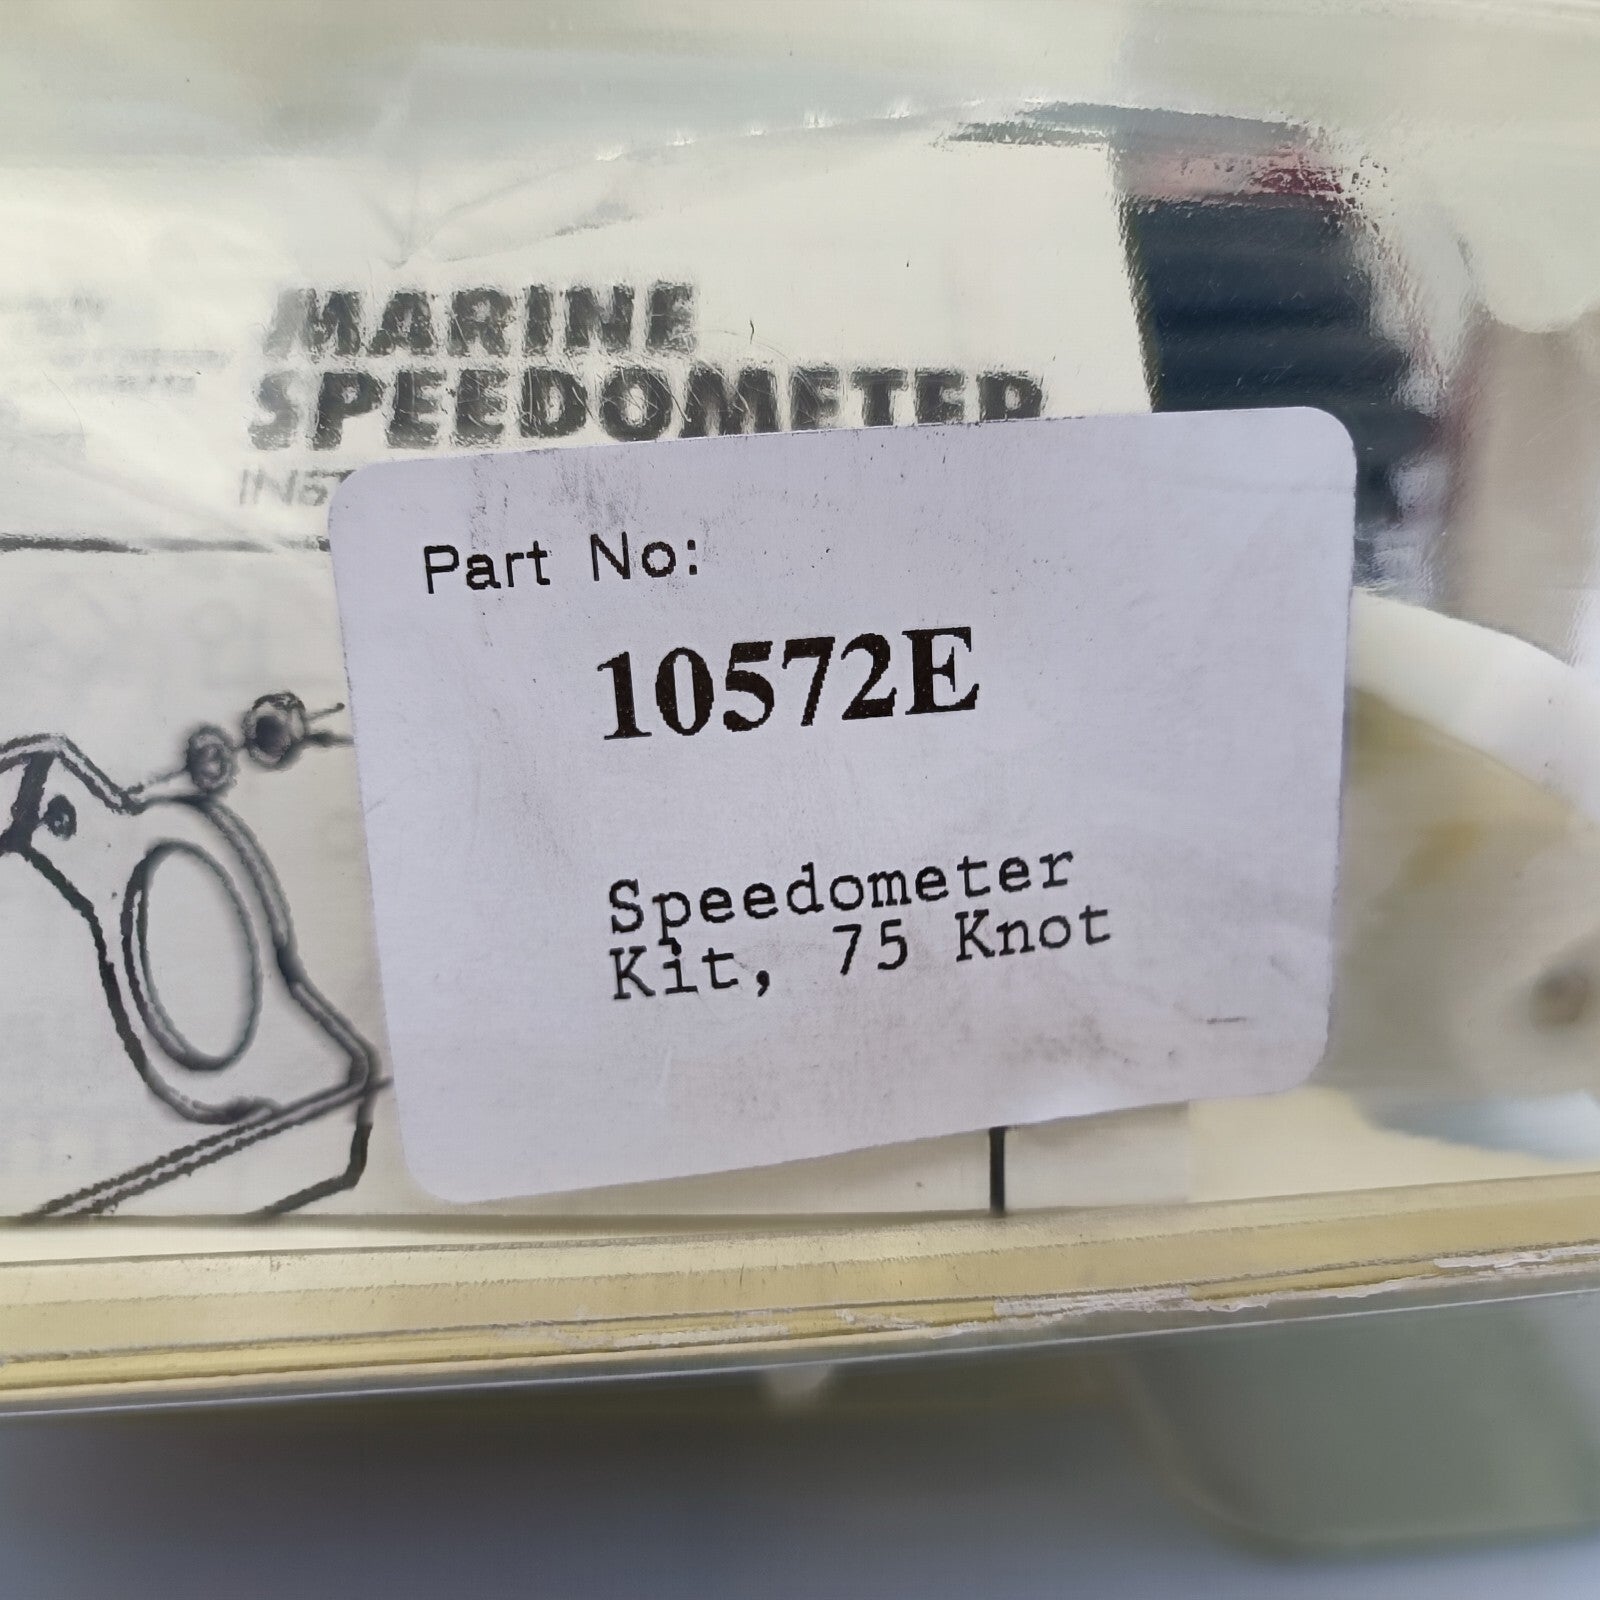 MARINE
SPEEDOMETER
Part No:
10572E
Speedometer
Kit, 75 Knot